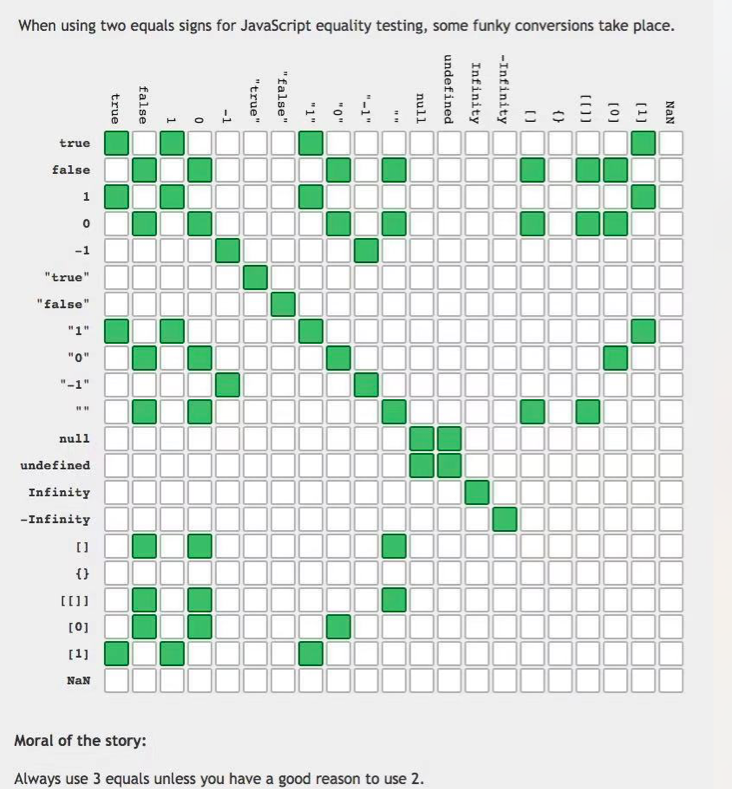 When using two equals signs for JavaScript equality testing, some funky conversions take place.
true
false
1
0
-1
"true"
"false"
"1"
"0"
"-1"
""
null
undefined
Infinity
-Infinity
[]
{}
[[]]
[0]
[1]
NaN
true
false
1
0
-1
"true"
"false"
"1"
"0"
"-1"
""
null
undefined
Infinity
-Infinity
[]
{}
[[]]
[0]
[1]
NaN
Moral of the story:
Always use 3 equals unless you have a good reason to use 2.